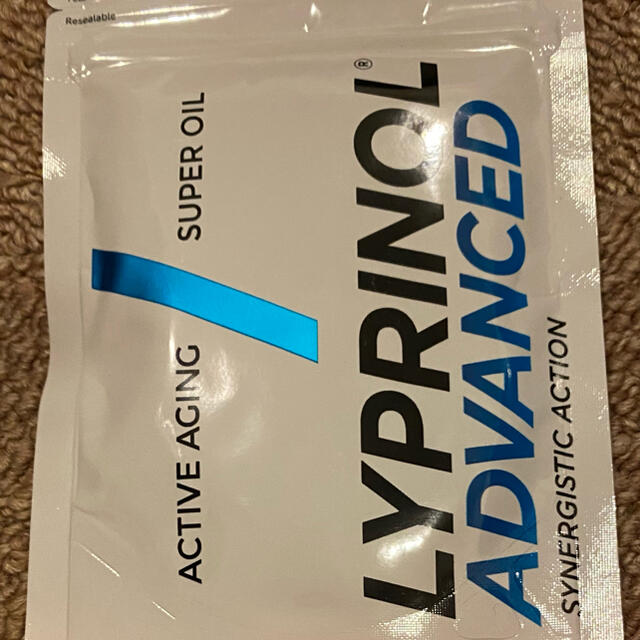 Resealable
ACTIVE AGING SUPER OIL
LYPRINOL®
ADVANCED
SYNERGISTIC ACTION